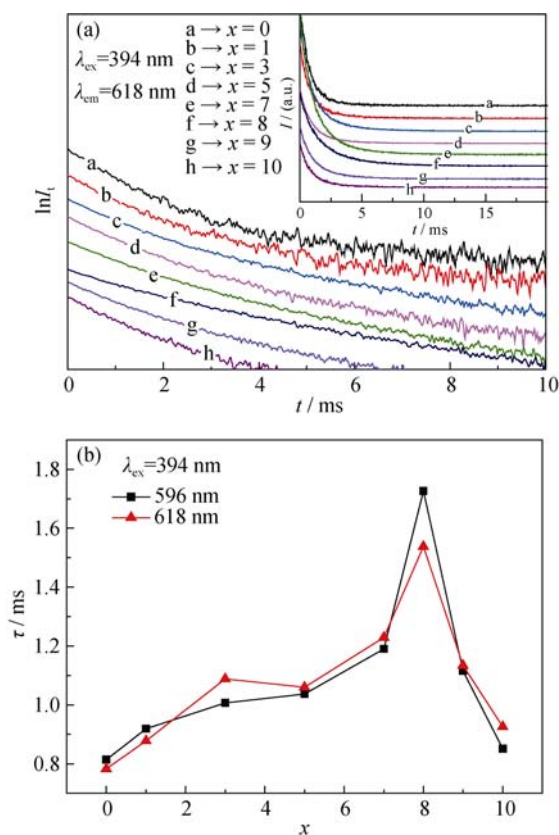 (a)
λex=394 nm
λem=618 nm
a → x = 0
b → x = 1
c → x = 3
d → x = 5
e → x = 7
f → x = 8
g → x = 9
h → x = 10
I / (a.u.)
a
b
c
d
e
f
g
h
0 5 10 15
t / ms
lnIt
a
b
c
d
e
f
g
h
0 2 4 6 8 10
t / ms
(b)
λex=394 nm
596 nm
618 nm
τ / ms
1.8
1.6
1.4
1.2
1.0
0.8
0 2 4 6 8 10
x